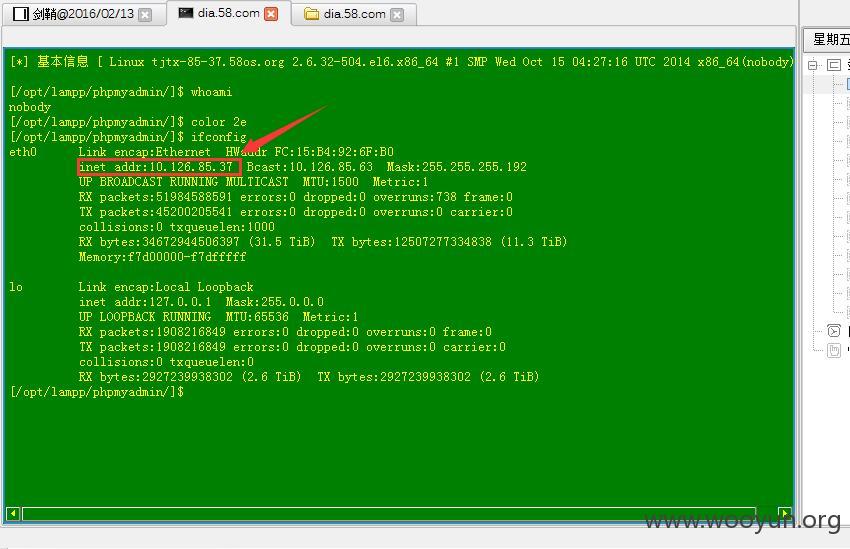 剑鞘@2016/02/13
dia.58.com
dia.58.com
星期五
[*] 基本信息 [ Linux tjtx-85-37.58os.org 2.6.32-504.el6.x86_64 #1 SMP Wed Oct 15 04:27:16 UTC 2014 x86_64(nobody)
[/opt/lampp/phpmyadmin/]$ whoami
nobody
[/opt/lampp/phpmyadmin/]$ color 2e
[/opt/lampp/phpmyadmin/]$ ifconfig
eth0 Link encap:Ethernet HWaddr FC:15:B4:92:6F:B0
inet addr:10.126.85.37 Bcast:10.126.85.63 Mask:255.255.255.192
UP BROADCAST RUNNING MULTICAST MTU:1500 Metric:1
RX packets:51984588591 errors:0 dropped:0 overruns:738 frame:0
TX packets:45200205541 errors:0 dropped:0 overruns:0 carrier:0
collisions:0 txqueuelen:1000
RX bytes:34672944506397 (31.5 TiB) TX bytes:12507277334838 (11.3 TiB)
Memory:f7d00000-f7dfffff
lo Link encap:Local Loopback
inet addr:127.0.0.1 Mask:255.0.0.0
UP LOOPBACK RUNNING MTU:65536 Metric:1
RX packets:1908216849 errors:0 dropped:0 overruns:0 frame:0
TX packets:1908216849 errors:0 dropped:0 overruns:0 carrier:0
collisions:0 txqueuelen:0
RX bytes:2927239938302 (2.6 TiB) TX bytes:2927239938302 (2.6 TiB)
[/opt/lampp/phpmyadmin/]$
www.wooyun.org